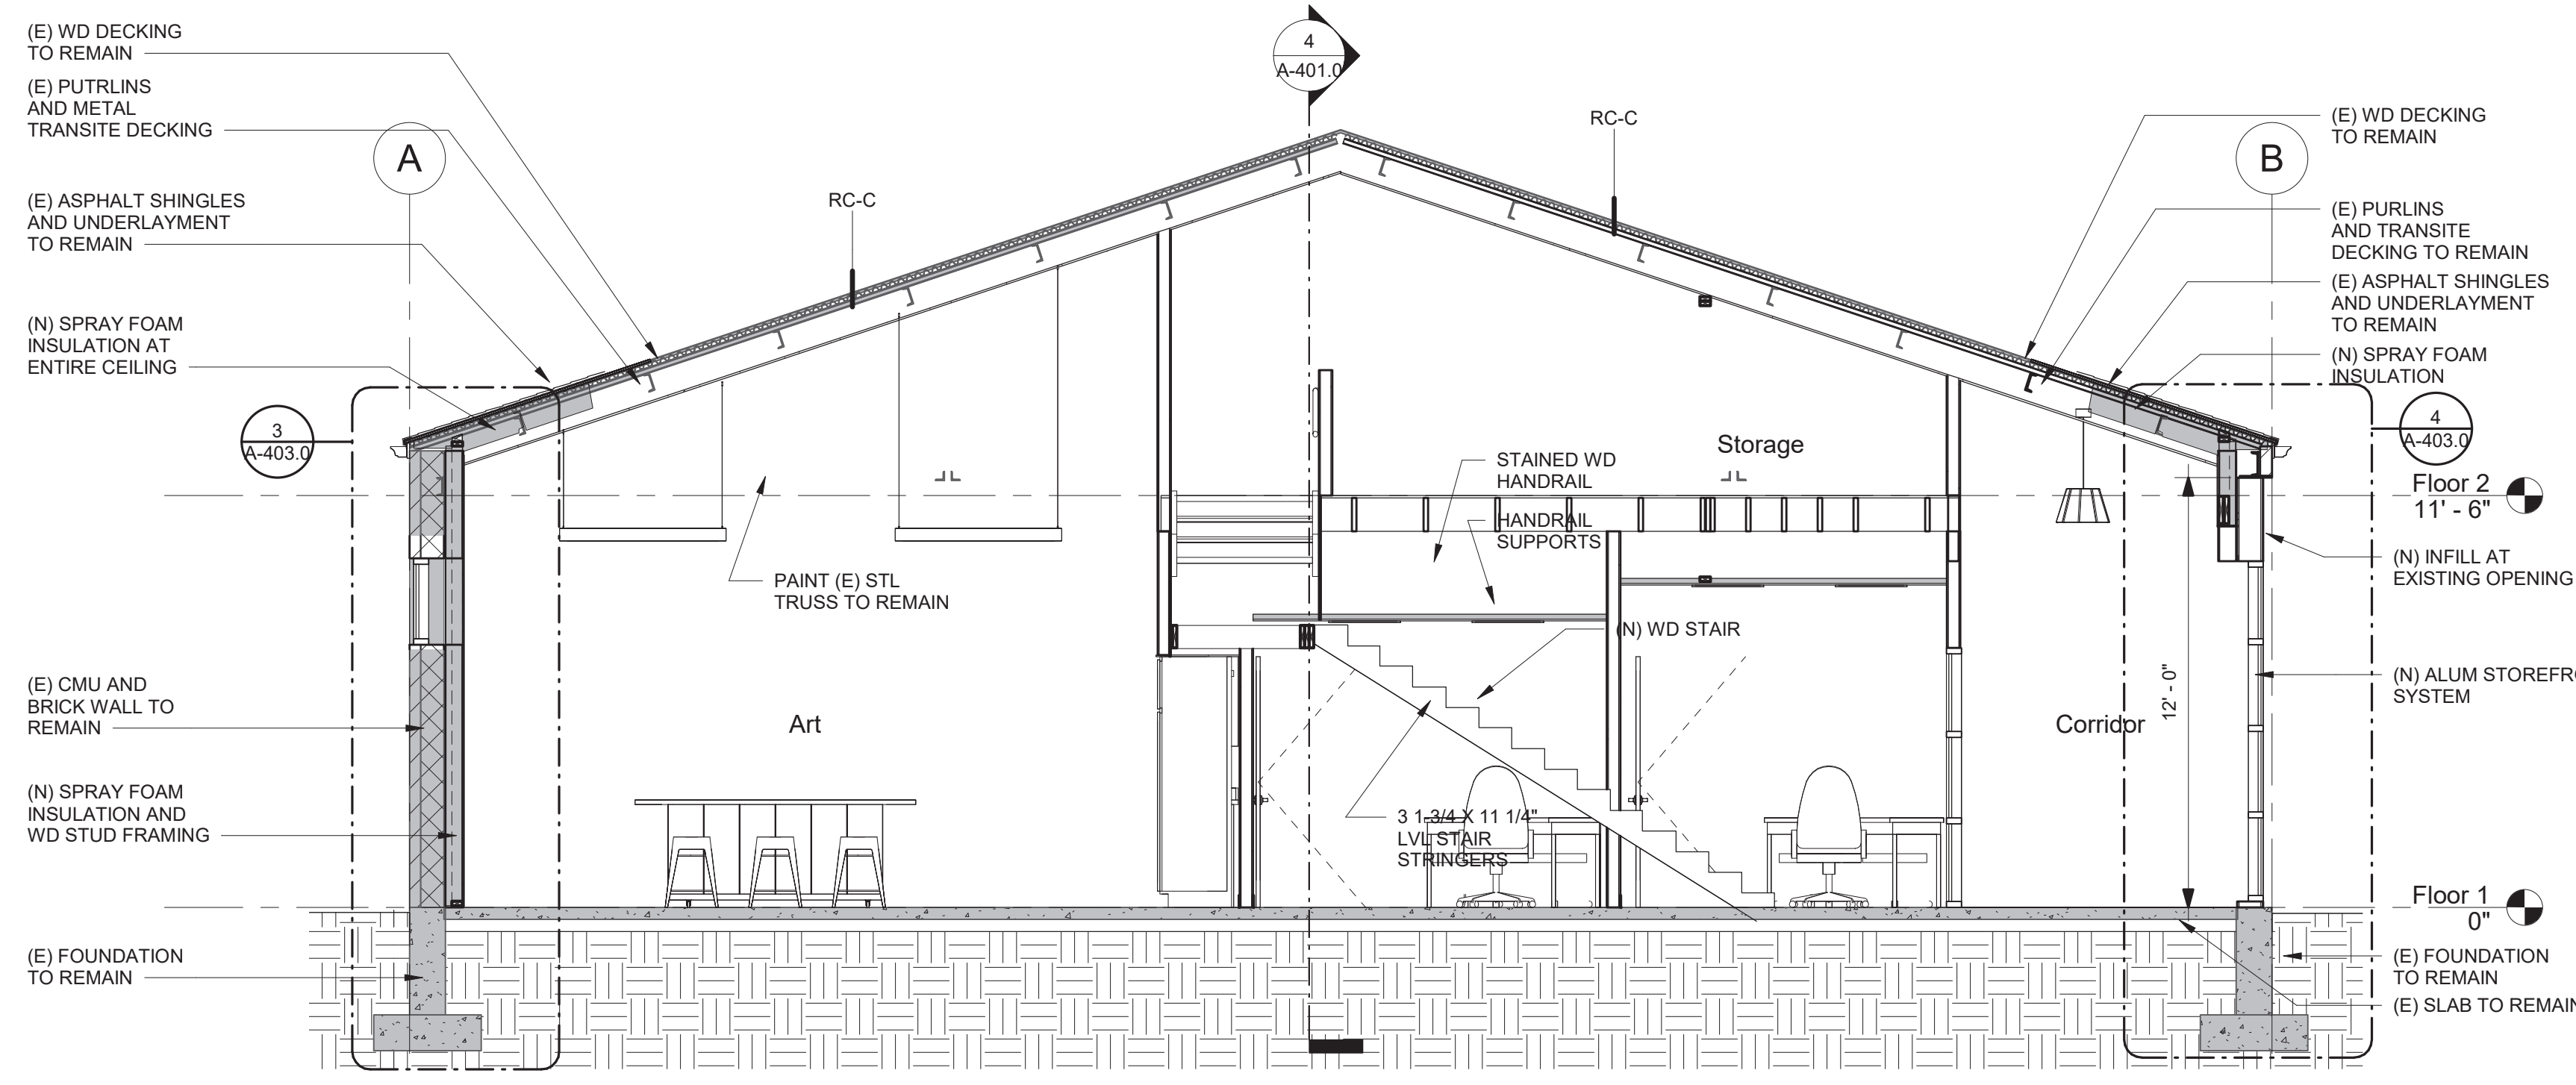 (E) WD DECKING
TO REMAIN
(E) PUTRLINS
AND METAL
TRANSITE DECKING
A
(E) ASPHALT SHINGLES
AND UNDERLAYMENT
TO REMAIN
(N) SPRAY FOAM
INSULATION AT
ENTIRE CEILING
3
A-403.0
(E) CMU AND
BRICK WALL TO
REMAIN
(N) SPRAY FOAM
INSULATION AND
WD STUD FRAMING
(E) FOUNDATION
TO REMAIN
4
A-401.0
RC-C
RC-C
PAINT (E) STL
TRUSS TO REMAIN
Art
Storage
STAINED WD
HANDRAIL
HANDRAIL
SUPPORTS
(N) WD STAIR
3 1-3/4 X 11 1/4"
LVL STAIR
STRINGERS
Corridor
12' - 0"
(E) WD DECKING
TO REMAIN
B
(E) PURLINS
AND TRANSITE
DECKING TO REMAIN
(E) ASPHALT SHINGLES
AND UNDERLAYMENT
TO REMAIN
(N) SPRAY FOAM
INSULATION
4
A-403.0
Floor 2
11' - 6"
(N) INFILL AT
EXISTING OPENING
(N) ALUM STOREFRO
SYSTEM
Floor 1
0"
(E) FOUNDATION
TO REMAIN
(E) SLAB TO REMAIN